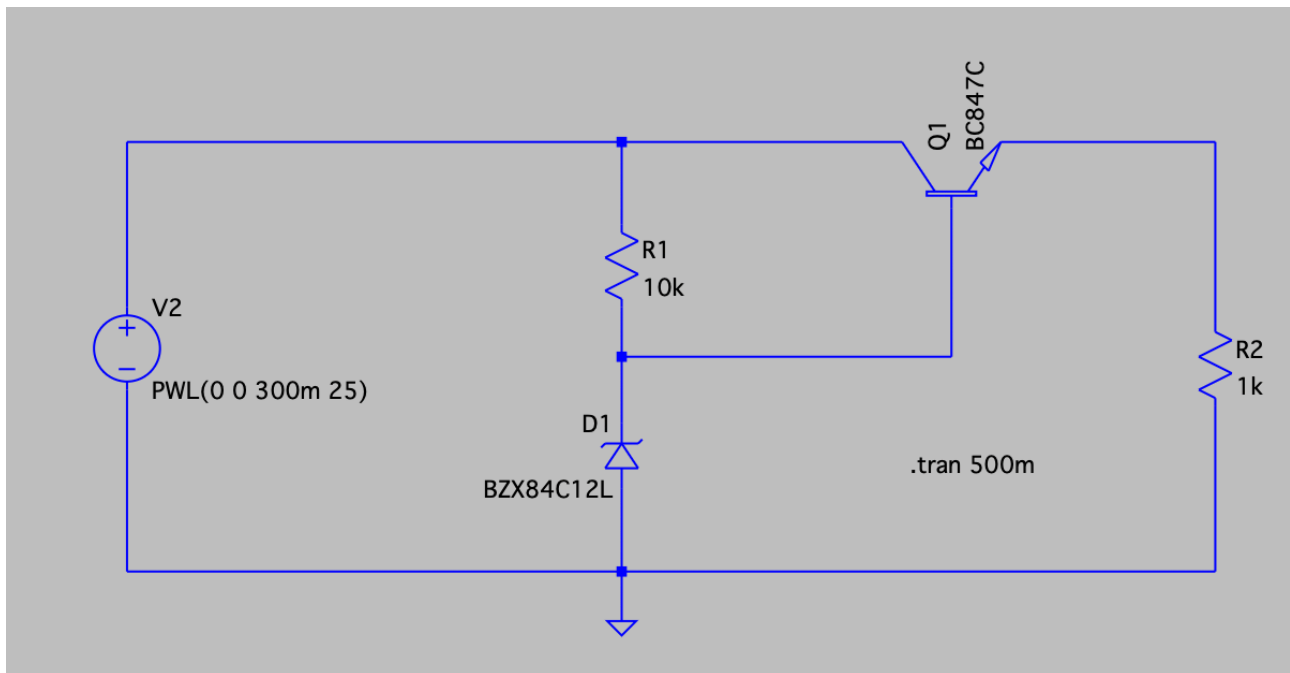 Q1
BC847C
R1
10k
V2
PWL(0 0 300m 25)
R2
1k
D1
BZX84C12L
.tran 500m